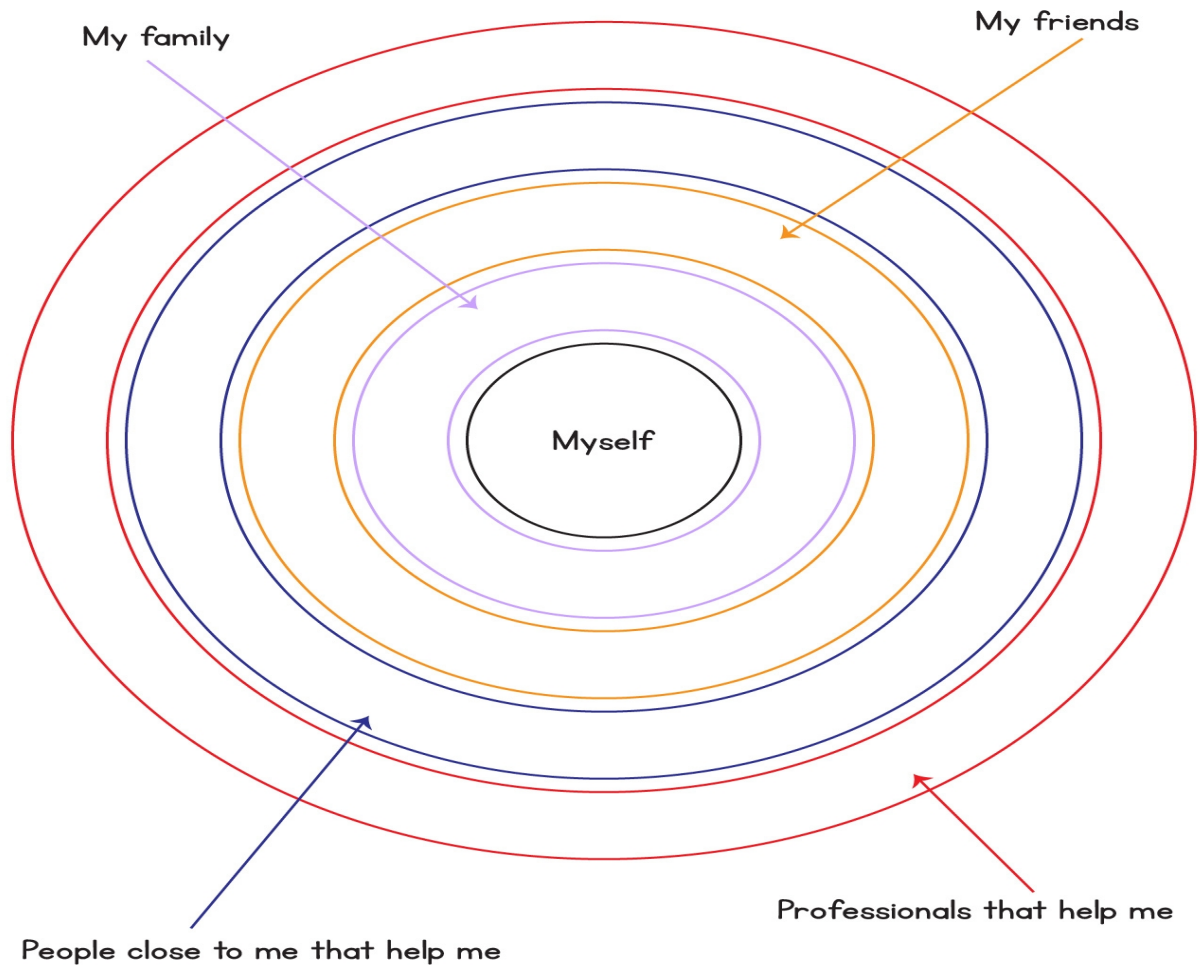 My friends
My family
Myself
Professionals that help me
People close to me that help me